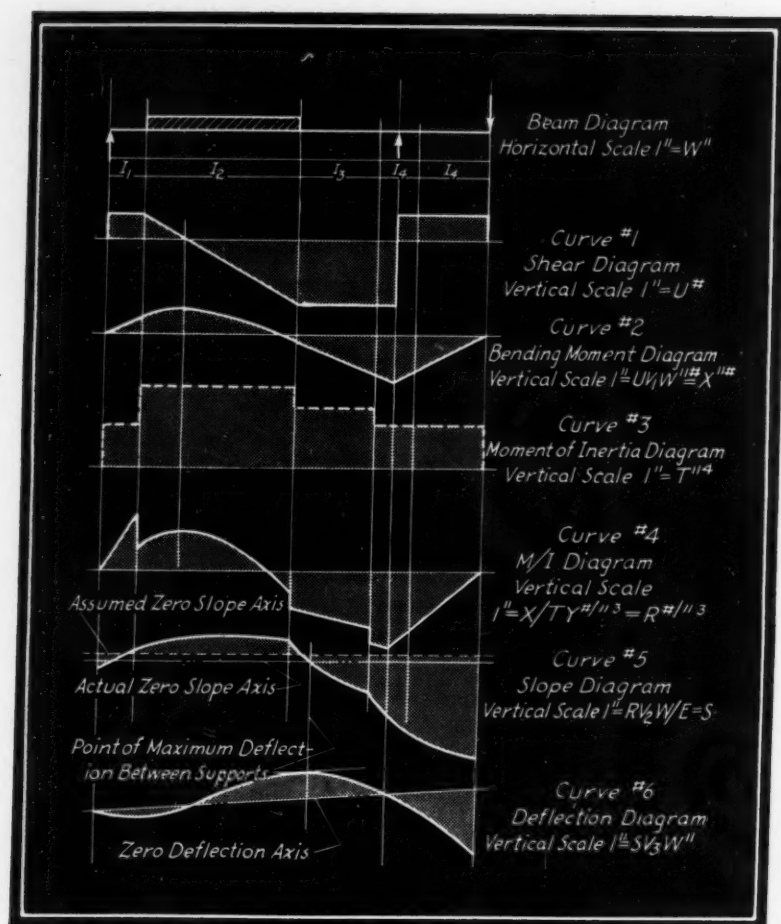 Beam Diagram
Horizontal Scale 1"=W"
I₁ I₂ I₃ I₄ I₄
Curve #1
Shear Diagram
Vertical Scale 1"=U#
Curve #2
Bending Moment Diagram
Vertical Scale 1"=UV₁W"#=X"#
Curve #3
Moment of Inertia Diagram
Vertical Scale 1"=T"⁴
Curve #4
M/I Diagram
Vertical Scale
1"=X/TY#/"³=R#/"³
Assumed Zero Slope Axis
Curve #5
Slope Diagram
Vertical Scale 1"=RV₂W/E=S
Actual Zero Slope Axis
Point of Maximum Deflect-
ion Between Supports
Curve #6
Deflection Diagram
Vertical Scale 1"=SV₃W"
Zero Deflection Axis